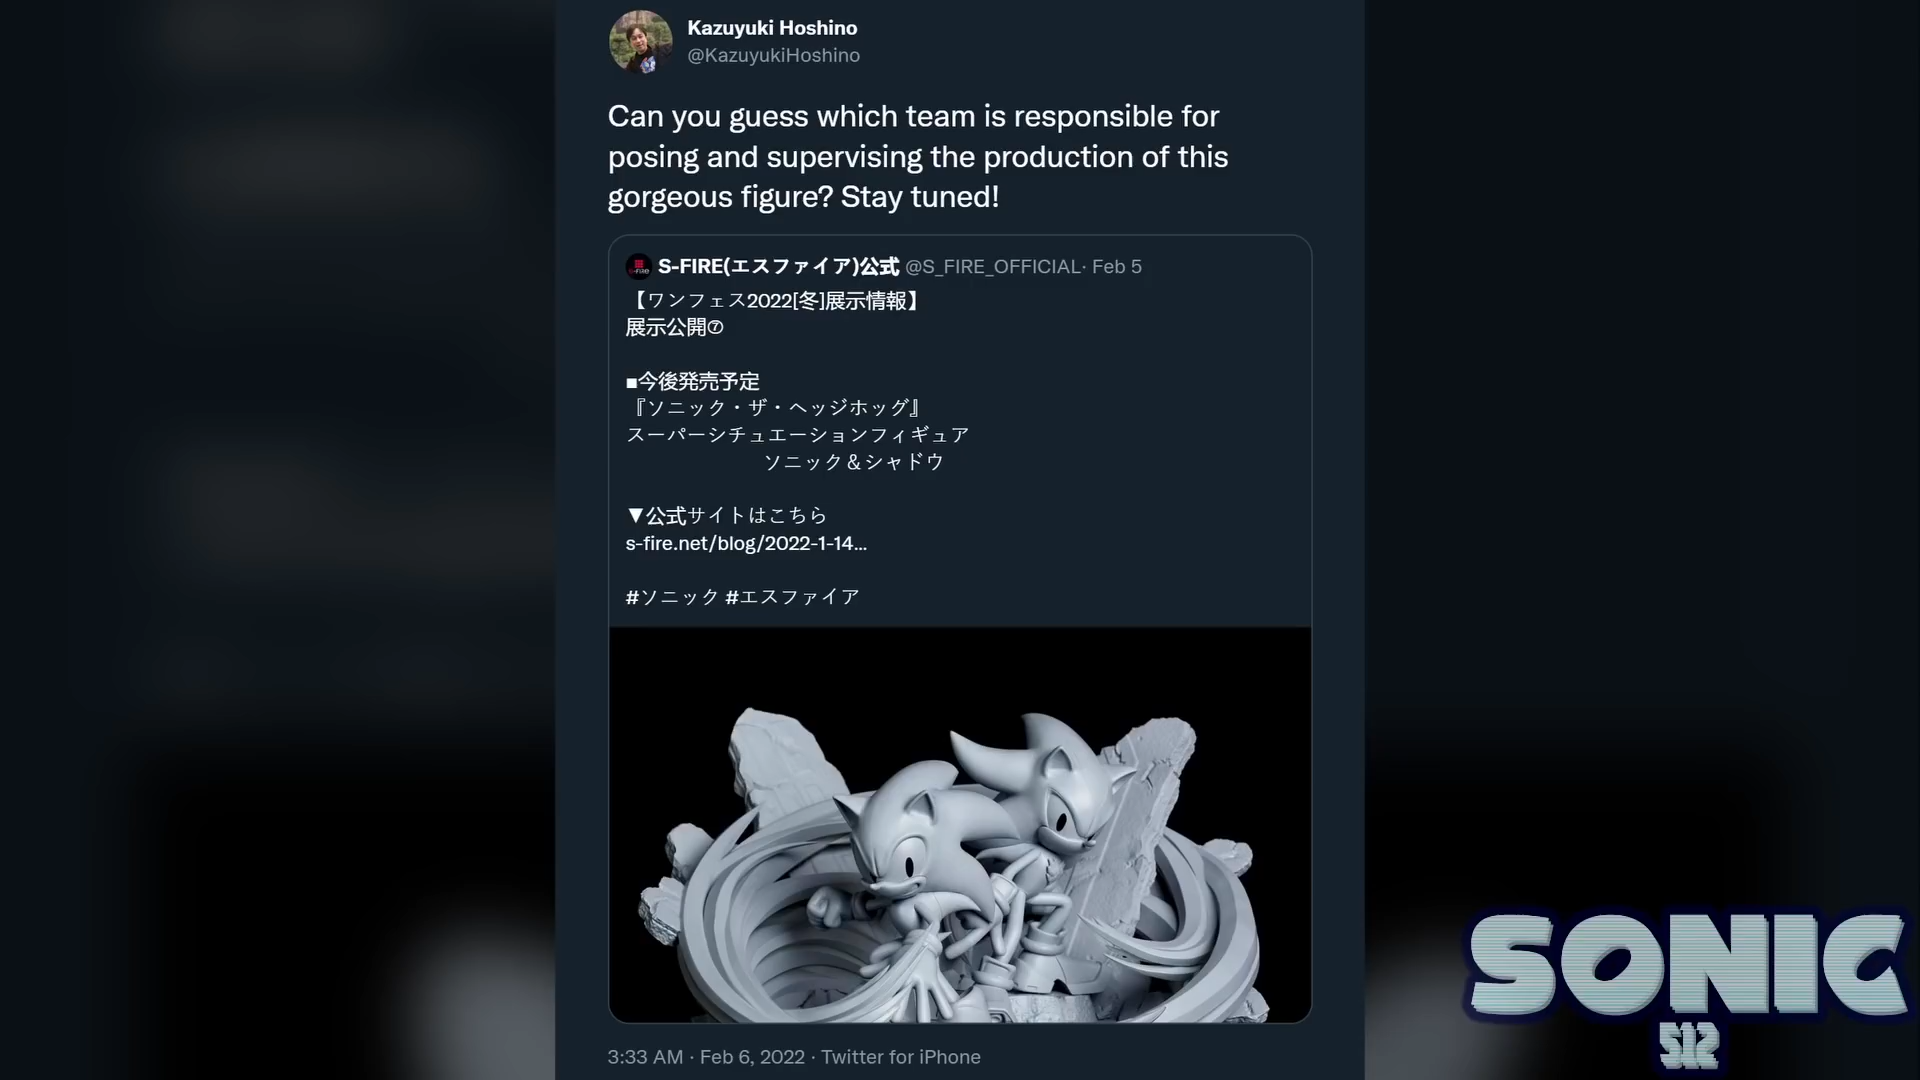 Kazuyuki Hoshino
@KazuyukiHoshino
Can you guess which team is responsible for
posing and supervising the production of this
gorgeous figure? Stay tuned!
S-FIRE(エスファイア)公式 @S_FIRE_OFFICIAL· Feb 5
【ワンフェス2022[冬]展示情報】
展示公開⑦
■今後発売予定
『ソニック・ザ・ヘッジホッグ』
スーパーシチュエーションフィギュア
ソニック＆シャドウ
▼公式サイトはこちら
s-fire.net/blog/2022-1-14…
#ソニック #エスファイア
3:33 AM · Feb 6, 2022 · Twitter for iPhone
SONIC
512